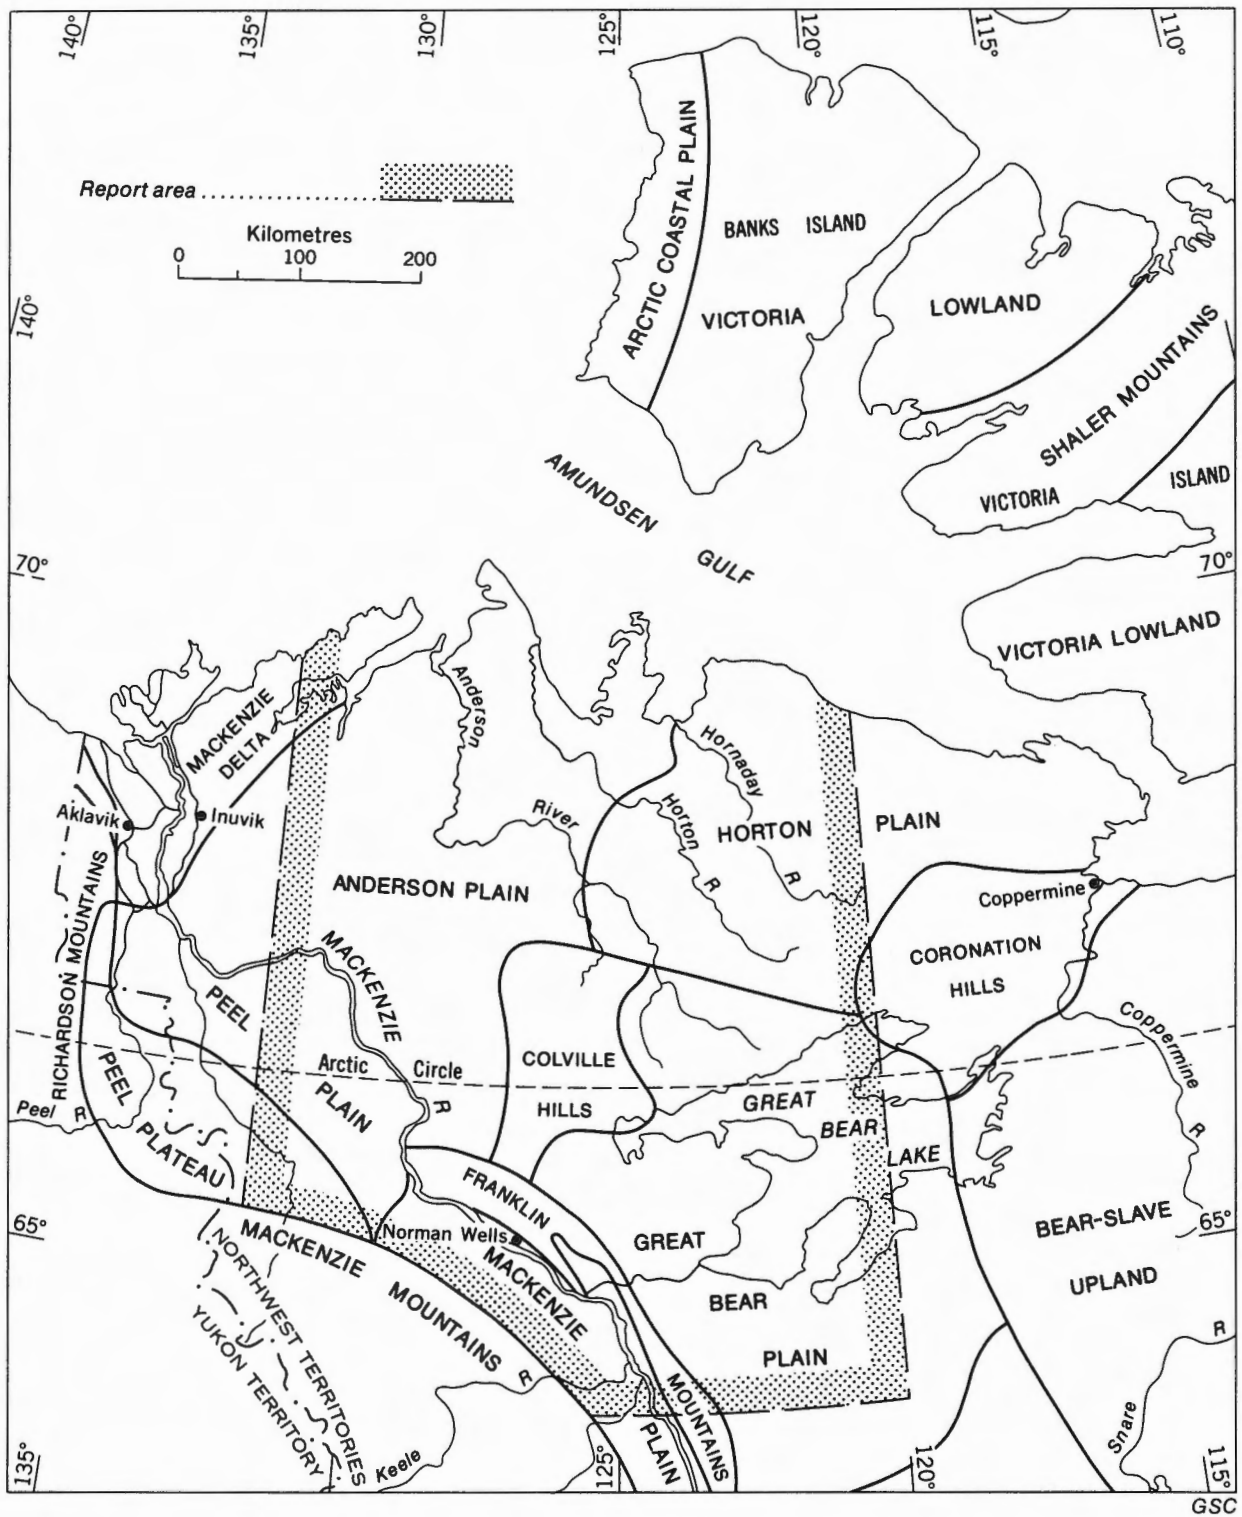 140°
135°
130°
125°
120°
115°
110°
Report area
Kilometres
0 100 200
140°
ARCTIC COASTAL PLAIN
BANKS ISLAND
VICTORIA
LOWLAND
SHALER MOUNTAINS
VICTORIA
ISLAND
AMUNDSEN
GULF
70°
70°
VICTORIA LOWLAND
MACKENZIE
DELTA
Anderson
River
Hornaday
R
Horton
R
HORTON
PLAIN
Aklavik
Inuvik
ANDERSON PLAIN
Coppermine
CORONATION
HILLS
RICHARDSON MOUNTAINS
MACKENZIE
R
PEEL
PLAIN
PEEL
PLATEAU
Peel R
Arctic Circle
COLVILLE
HILLS
GREAT
BEAR
LAKE
Coppermine
R
FRANKLIN
MOUNTAINS
Norman Wells
MACKENZIE
PLAIN
GREAT
BEAR
PLAIN
BEAR-SLAVE
UPLAND
65°
65°
MACKENZIE
MOUNTAINS
NORTHWEST TERRITORIES
YUKON TERRITORY
Keele
R
Snare
R
135°
125°
120°
115°
GSC